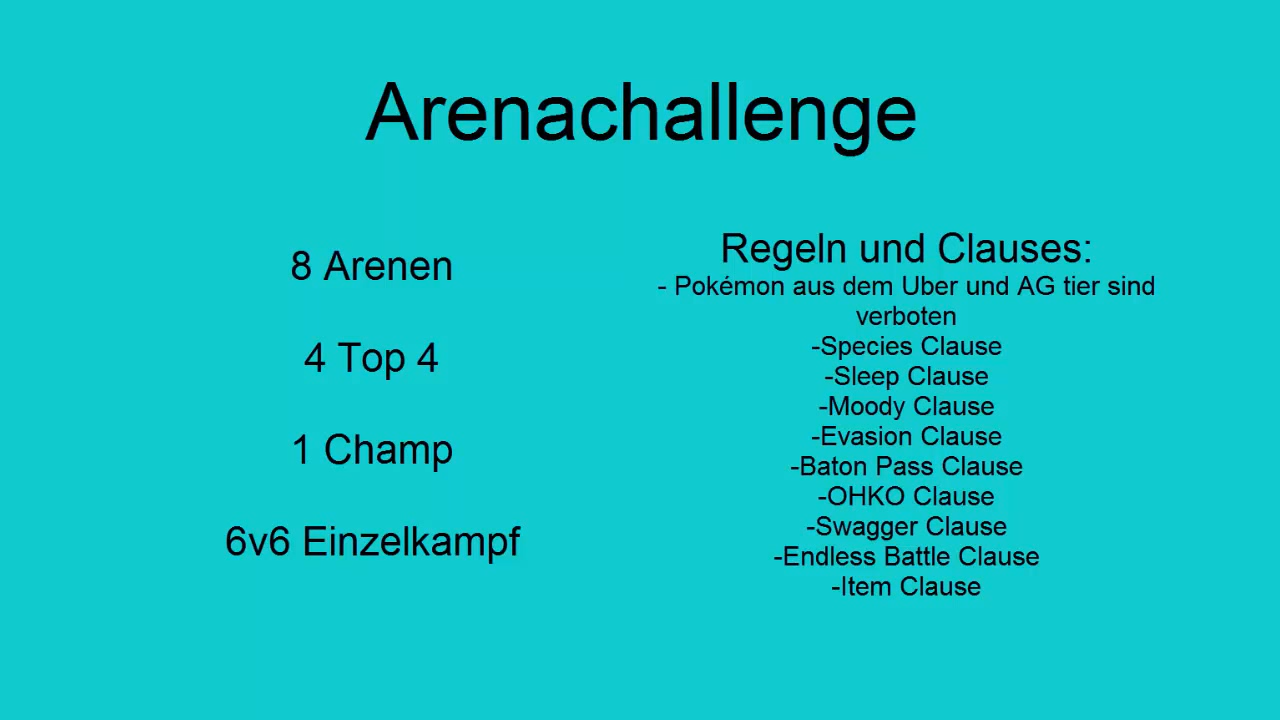 Arenachallenge
8 Arenen
4 Top 4
1 Champ
6v6 Einzelkampf
Regeln und Clauses:
- Pokémon aus dem Uber und AG tier sind
verboten
-Species Clause
-Sleep Clause
-Moody Clause
-Evasion Clause
-Baton Pass Clause
-OHKO Clause
-Swagger Clause
-Endless Battle Clause
-Item Clause